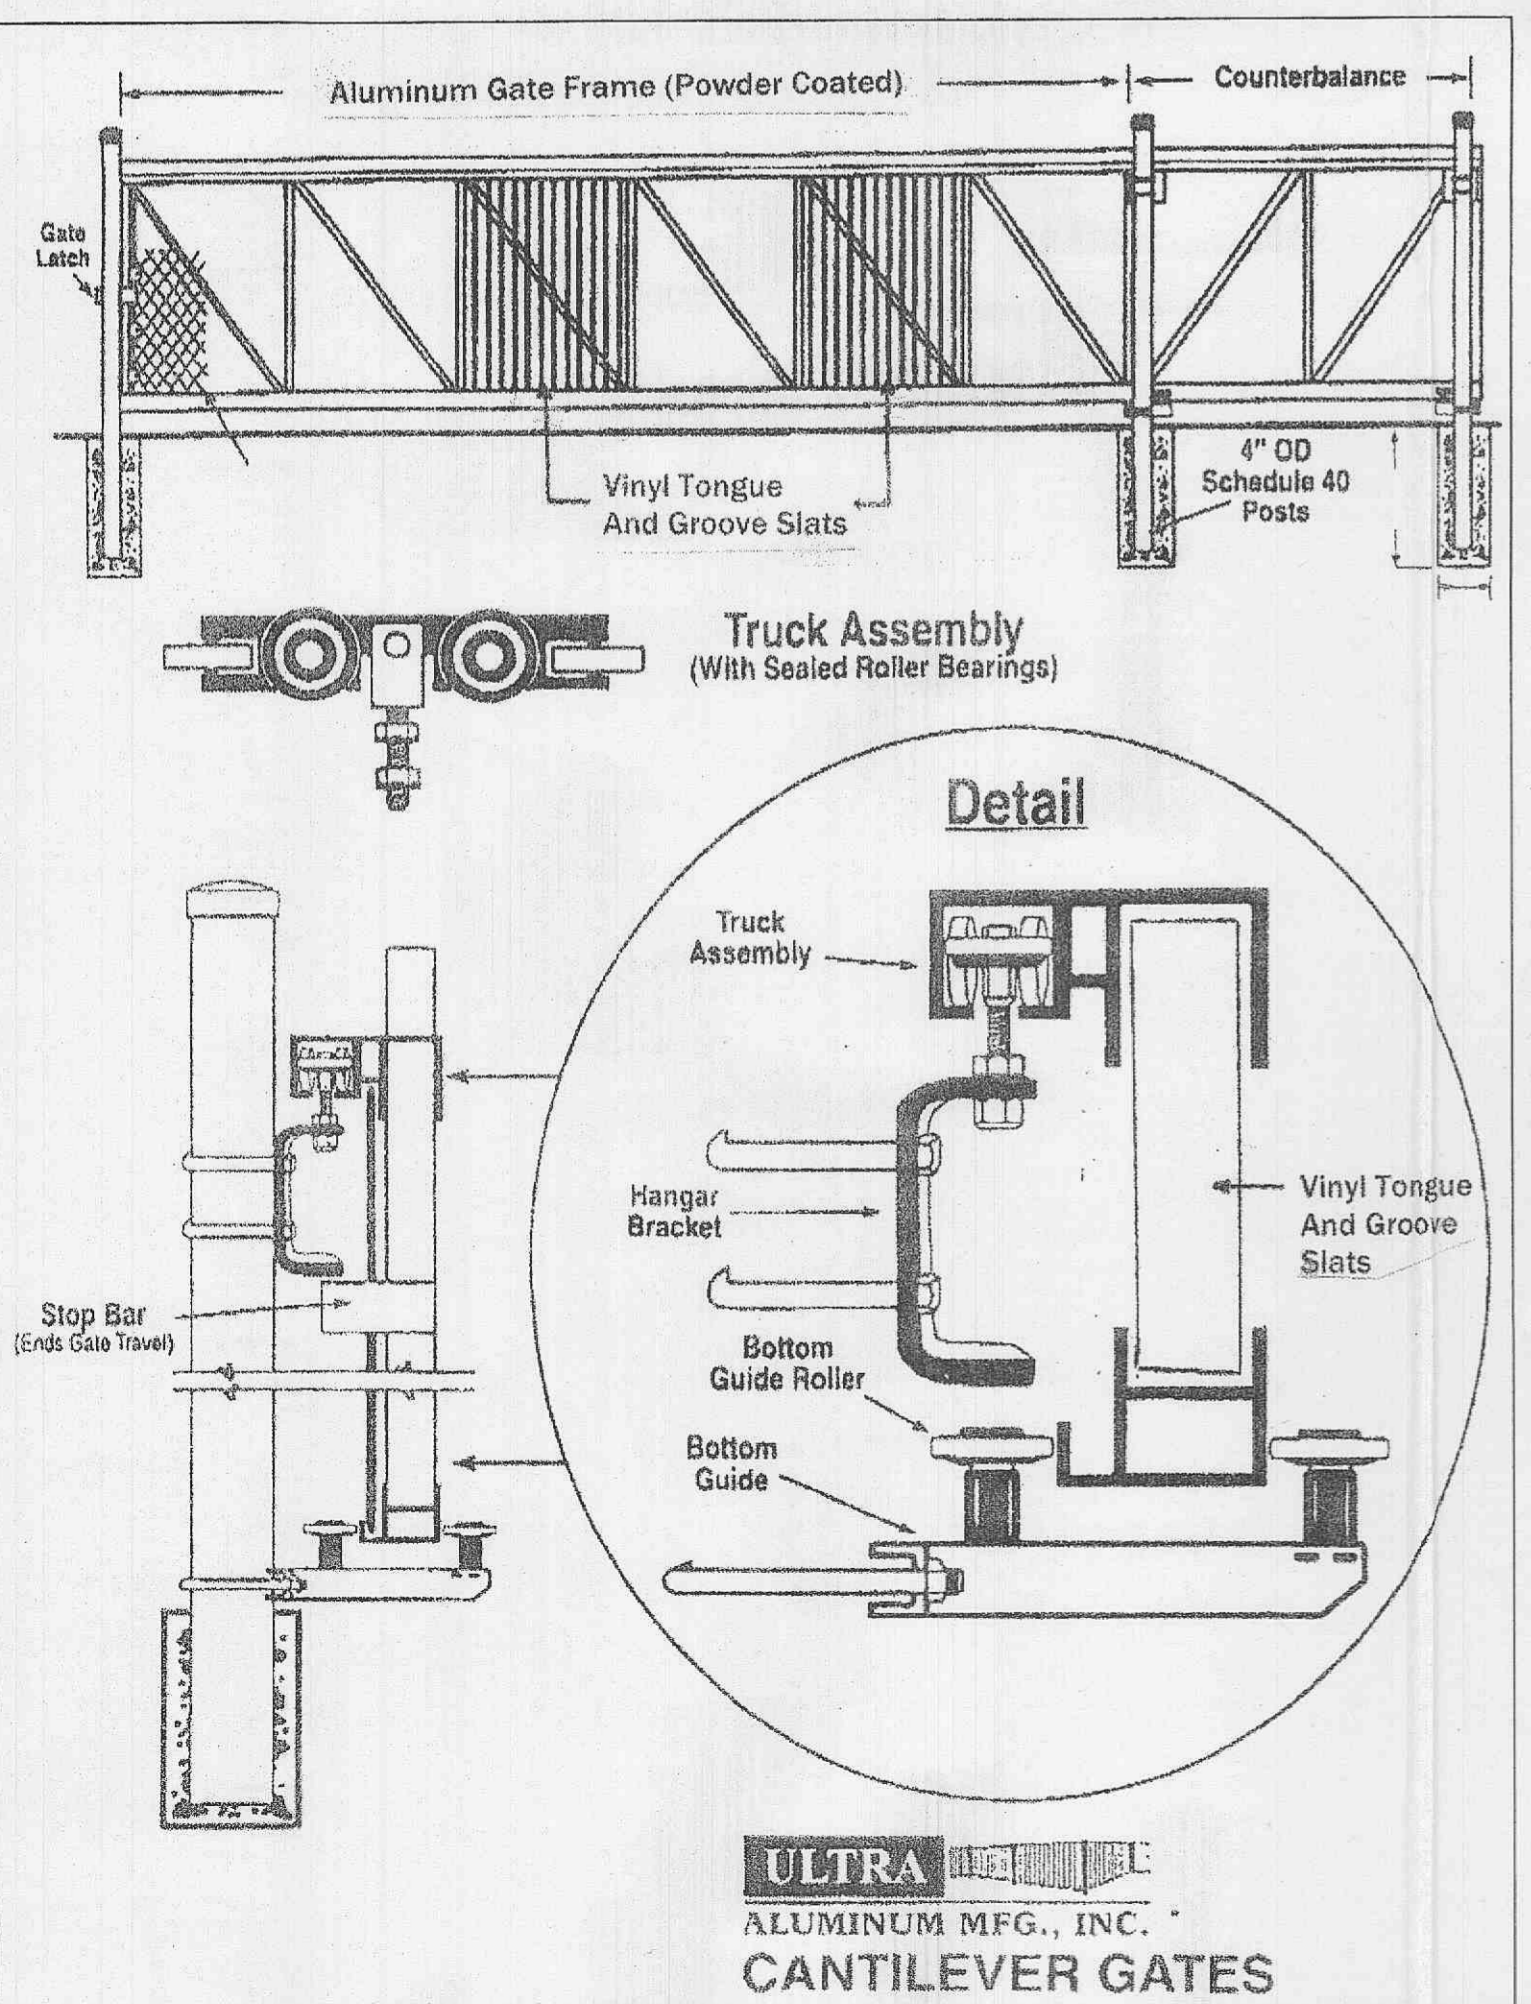 Aluminum Gate Frame (Powder Coated)
Counterbalance
Gate
Latch
Vinyl Tongue
And Groove Slats
4" OD
Schedule 40
Posts
Truck Assembly
(With Sealed Roller Bearings)
Detail
Truck
Assembly
Hangar
Bracket
Vinyl Tongue
And Groove
Slats
Stop Bar
(Ends Gate Travel)
Bottom
Guide Roller
Bottom
Guide
ULTRA
ALUMINUM MFG., INC.
CANTILEVER GATES